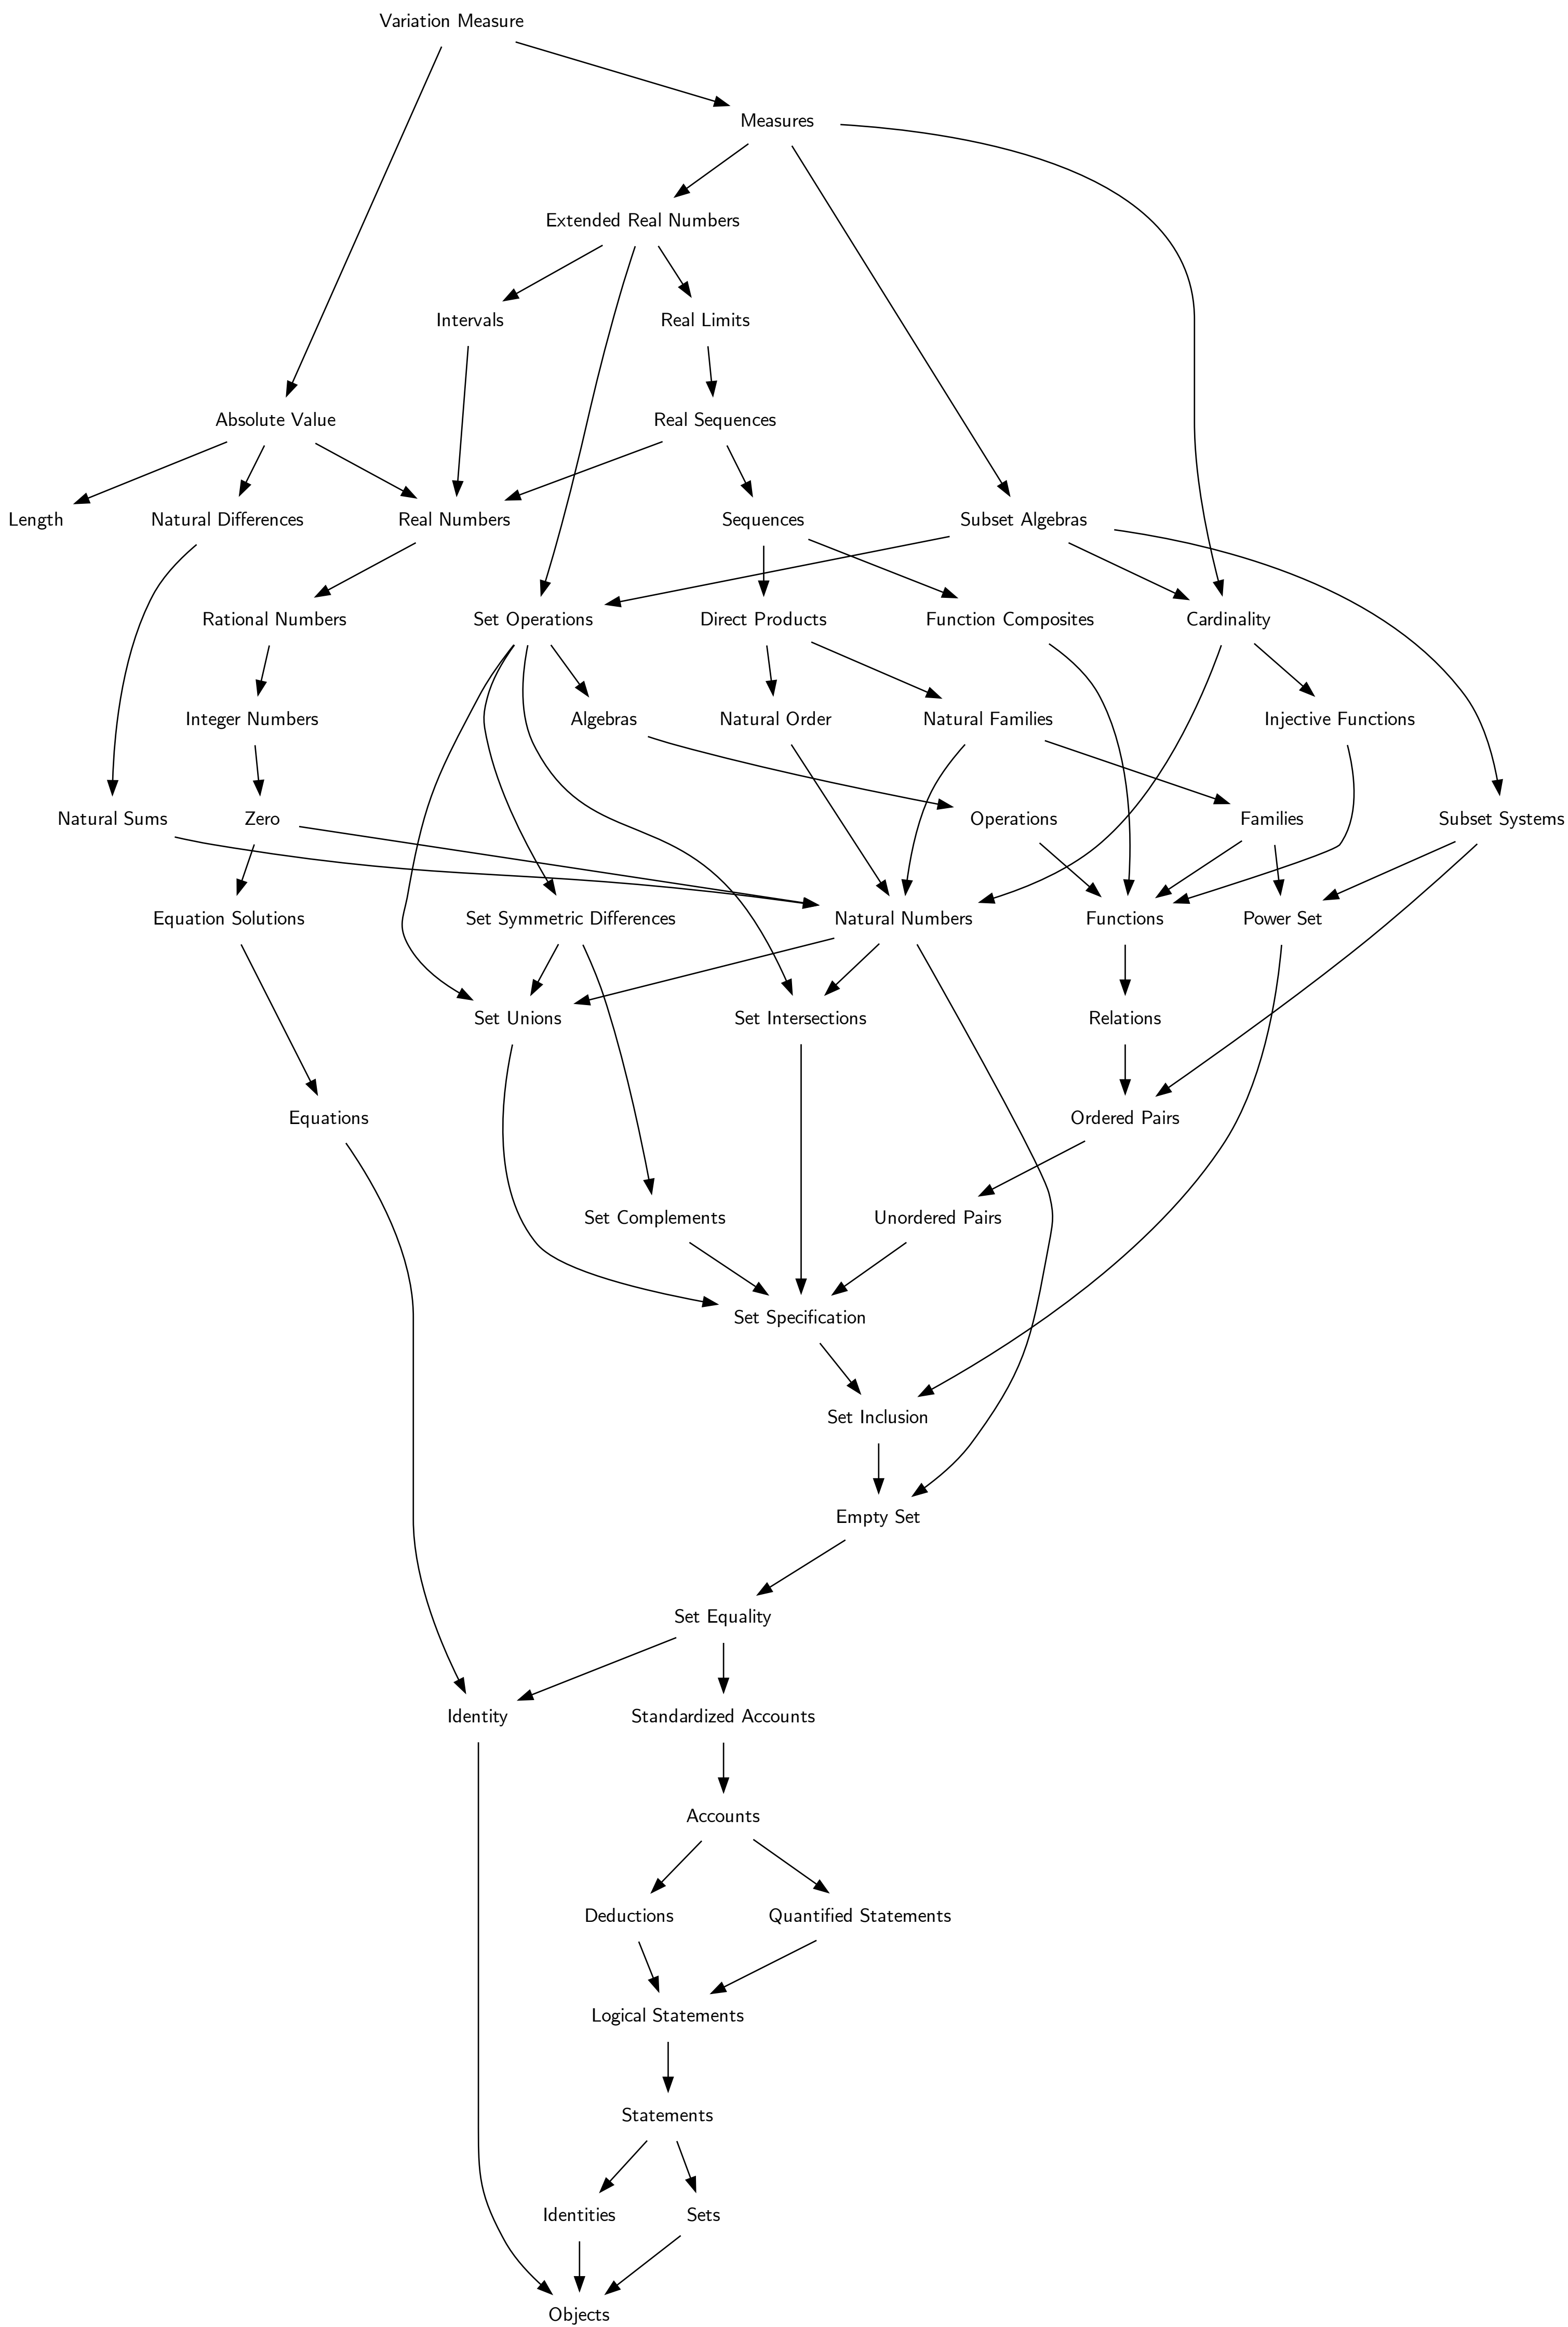 Variation Measure
Measures
Extended Real Numbers
Intervals
Real Limits
Absolute Value
Real Sequences
Length
Natural Differences
Real Numbers
Sequences
Subset Algebras
Rational Numbers
Set Operations
Direct Products
Function Composites
Cardinality
Integer Numbers
Algebras
Natural Order
Natural Families
Injective Functions
Natural Sums
Zero
Operations
Families
Subset Systems
Equation Solutions
Set Symmetric Differences
Natural Numbers
Functions
Power Set
Set Unions
Set Intersections
Relations
Equations
Ordered Pairs
Set Complements
Unordered Pairs
Set Specification
Set Inclusion
Empty Set
Set Equality
Identity
Standardized Accounts
Accounts
Deductions
Quantified Statements
Logical Statements
Statements
Identities
Sets
Objects